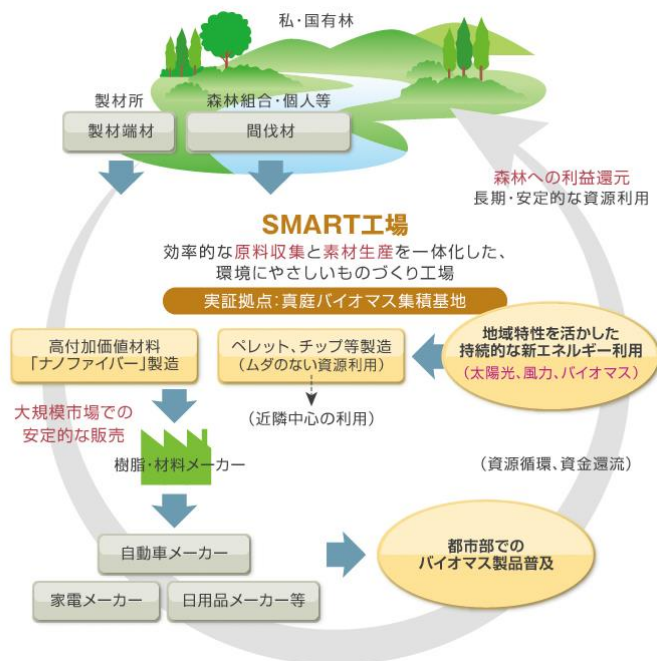 私・国有林
製材所
製材端材
森林組合・個人等
間伐材
森林への利益還元
長期・安定的な資源利用
SMART工場
効率的な原料収集と素材生産を一体化した、
環境にやさしいものづくり工場
実証拠点：真庭バイオマス集積基地
高付加価値材料
「ナノファイバー」製造
ペレット、チップ等製造
（ムダのない資源利用）
地域特性を活かした
持続的な新エネルギー利用
（太陽光、風力、バイオマス）
（近隣中心の利用）
大規模市場での
安定的な販売
樹脂・材料メーカー
（資源循環、資金還流）
自動車メーカー
家電メーカー
日用品メーカー等
都市部での
バイオマス製品普及